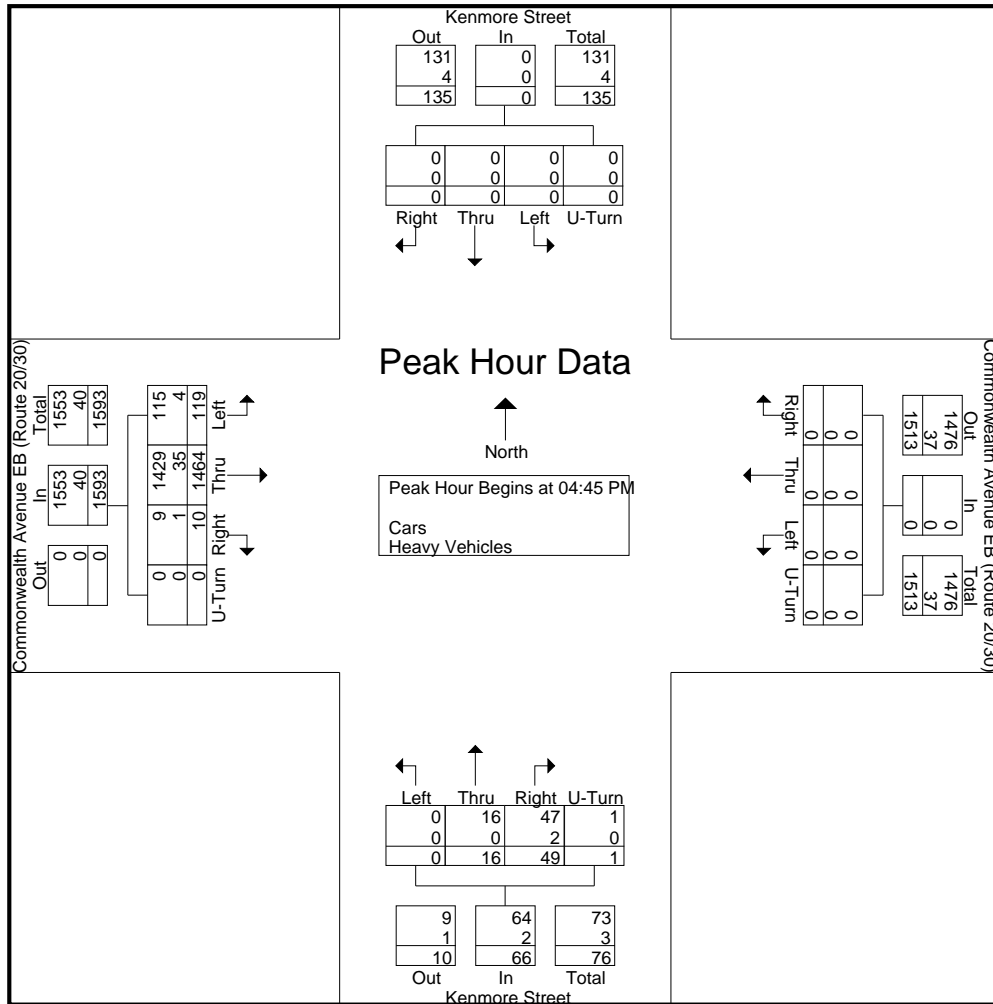 Kenmore Street
Out In Total
131 0 131
4 0 4
135 0 135
0 0 0 0
0 0 0 0
0 0 0 0
Right Thru Left U-Turn
Commonwealth Avenue EB (Route 20/30)
Total In Out
1553 1553 0
40 40 0
1593 1593 0
115 1429 9 0
4 35 1 0
119 1464 10 0
Left Thru Right U-Turn
Peak Hour Data
North
Peak Hour Begins at 04:45 PM
Cars
Heavy Vehicles
Right Thru Left U-Turn
0 0 0 0
0 0 0 0
0 0 0 0
Out In Total
1476 0 1476
37 0 37
1513 0 1513
Commonwealth Avenue EB (Route 20/30)
Left Thru Right U-Turn
0 16 47 1
0 0 2 0
0 16 49 1
9 64 73
1 2 3
10 66 76
Out In Total
Kenmore Street